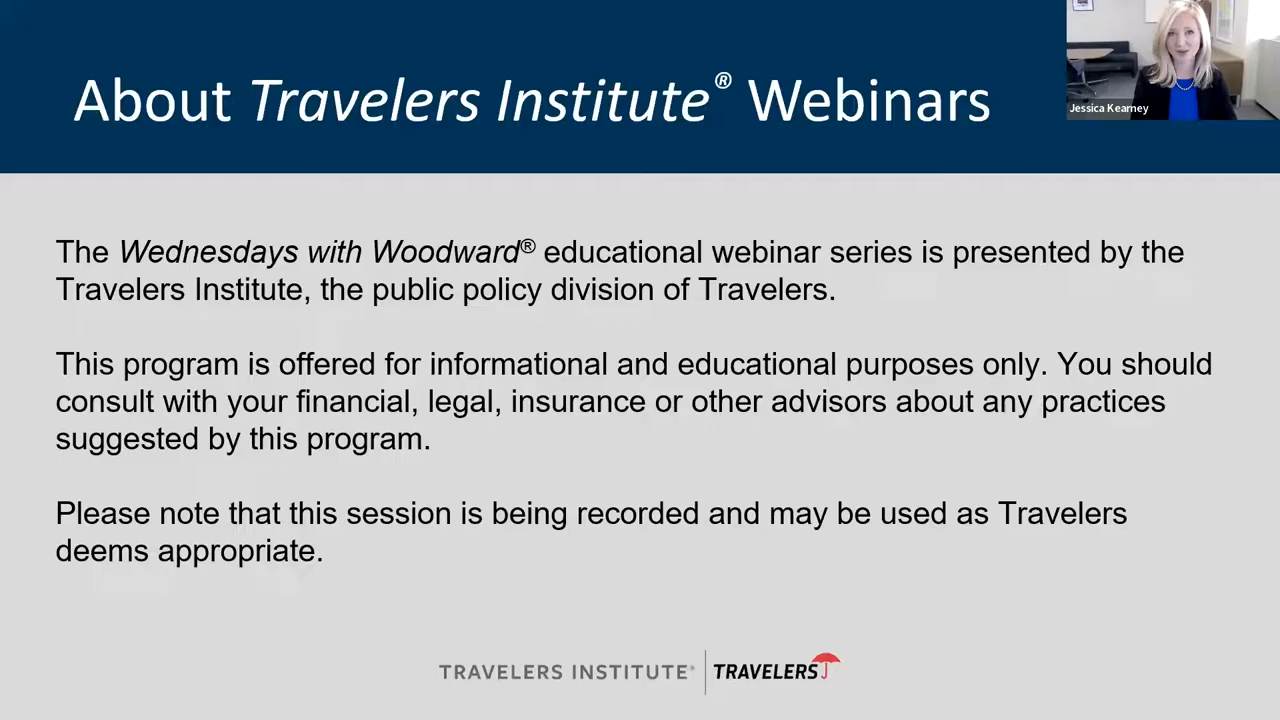 About Travelers Institute® Webinars
Jessica Kearney
The Wednesdays with Woodward® educational webinar series is presented by the
Travelers Institute, the public policy division of Travelers.
This program is offered for informational and educational purposes only. You should
consult with your financial, legal, insurance or other advisors about any practices
suggested by this program.
Please note that this session is being recorded and may be used as Travelers
deems appropriate.
TRAVELERS INSTITUTE® | TRAVELERS